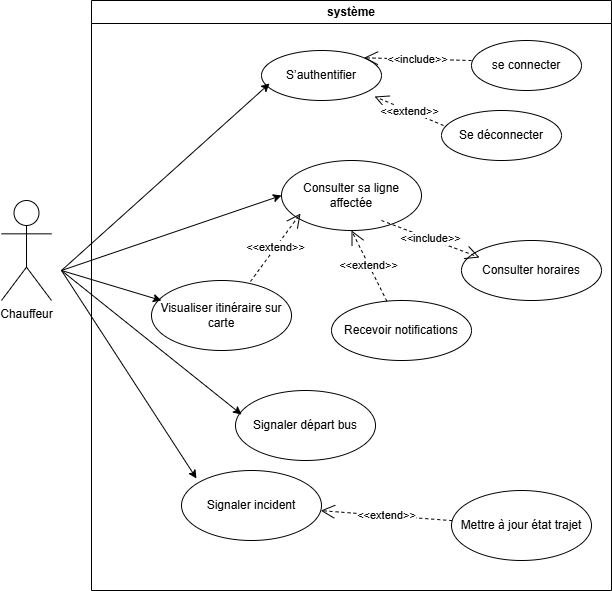 système
S'authentifier
<<include>>
se connecter
<<extend>>
Se déconnecter
Consulter sa ligne
affectée
<<include>>
<<extend>>
<<extend>>
Consulter horaires
Chauffeur
Visualiser itinéraire sur
carte
Recevoir notifications
Signaler départ bus
Signaler incident
<<extend>>
Mettre à jour état trajet